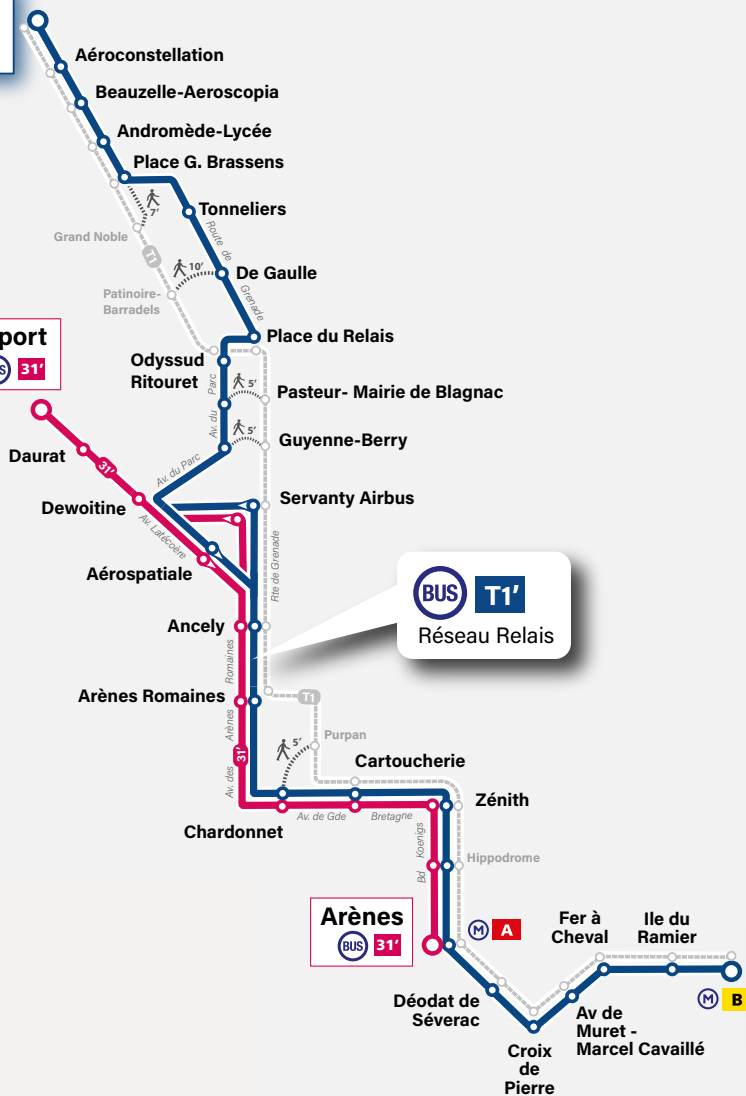 Aéroconstellation
Beauzelle-Aeroscopia
Andromède-Lycée
Place G. Brassens
7'
Tonneliers
Grand Noble
T1
Route de
Grenade
10'
De Gaulle
Patinoire-
Barradels
Place du Relais
port
31'
Odyssud
Ritouret
Av. du Parc
5'
Pasteur- Mairie de Blagnac
5'
Guyenne-Berry
Daurat
31'
Av. du Parc
Dewoitine
Servanty Airbus
Av. Latécoère
Rte de Grenade
Aérospatiale
BUS
T1'
Réseau Relais
Ancely
Arènes Romaines
T1
Av. des Arènes Romaines
31'
5'
Purpan
Cartoucherie
Zénith
Chardonnet
Av. de Gde Bretagne
Bd Koenigs
Hippodrome
Arènes
BUS
31'
M
A
Fer à
Cheval
Ile du
Ramier
M
B
Déodat de
Séverac
Av de
Muret -
Marcel Cavaillé
Croix
de
Pierre